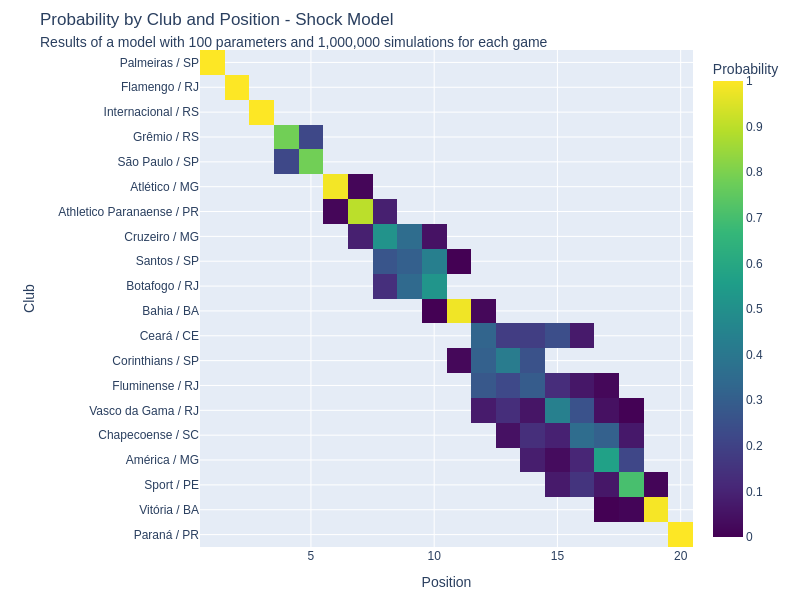 Probability by Club and Position - Shock Model
Results of a model with 100 parameters and 1,000,000 simulations for each game
Probability
Palmeiras / SP
Flamengo / RJ
Internacional / RS
Grêmio / RS
São Paulo / SP
Atlético / MG
Athletico Paranaense / PR
Cruzeiro / MG
Santos / SP
Botafogo / RJ
Bahia / BA
Ceará / CE
Corinthians / SP
Fluminense / RJ
Vasco da Gama / RJ
Chapecoense / SC
América / MG
Sport / PE
Vitória / BA
Paraná / PR
Club
5
10
15
20
Position
1
0.9
0.8
0.7
0.6
0.5
0.4
0.3
0.2
0.1
0